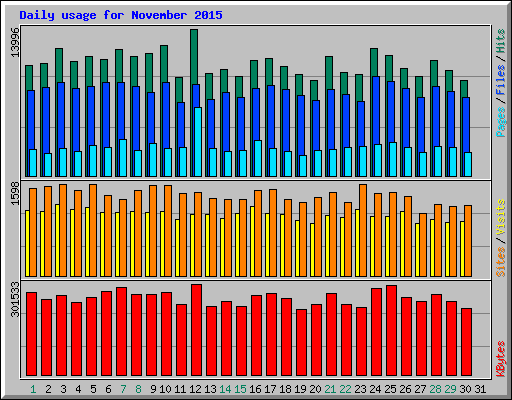 Daily usage for November 2015
13996
Pages / Files / Hits
1598
Sites / Visits
301533
KBytes
1 2 3 4 5 6 7 8 9 10 11 12 13 14 15 16 17 18 19 20 21 22 23 24 25 26 27 28 29 30 31